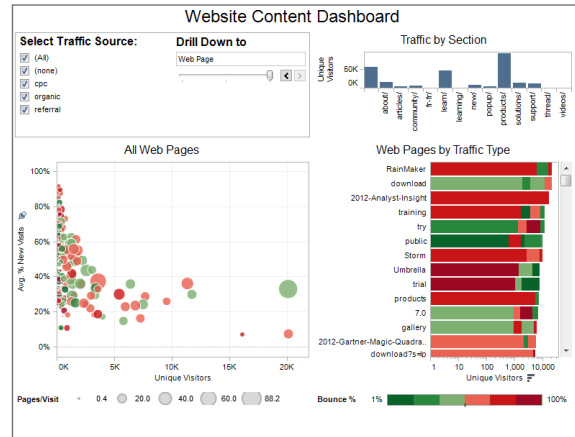 Website Content Dashboard
Select Traffic Source:
(All)
(none)
cpc
organic
referral
Drill Down to
Web Page
Traffic by Section
Unique
Visitors
50K
0K
about/
articles/
community/
fr-fr/
learn/
learning/
new/
popup/
products/
solutions/
support/
thread/
videos/
All Web Pages
Avg. % New Visits
100%
80%
60%
40%
20%
0%
0K
5K
10K
15K
20K
Unique Visitors
Web Pages by Traffic Type
RainMaker
download
2012-Analyst-Insight
training
try
public
Storm
Umbrella
trial
products
7.0
gallery
2012-Gartner-Magic-Quadra..
download?s=lp
1 5 10 50 100 1,000 10,000
Unique Visitors
Pages/Visit 0.4 20.0 40.0 60.0 88.2
Bounce % 1% 100%